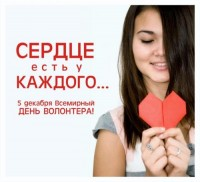 СЕРДЦЕ
есть у
КАЖДОГО...
5 декабря Всемирный
ДЕНЬ ВОЛОНТЕРА!